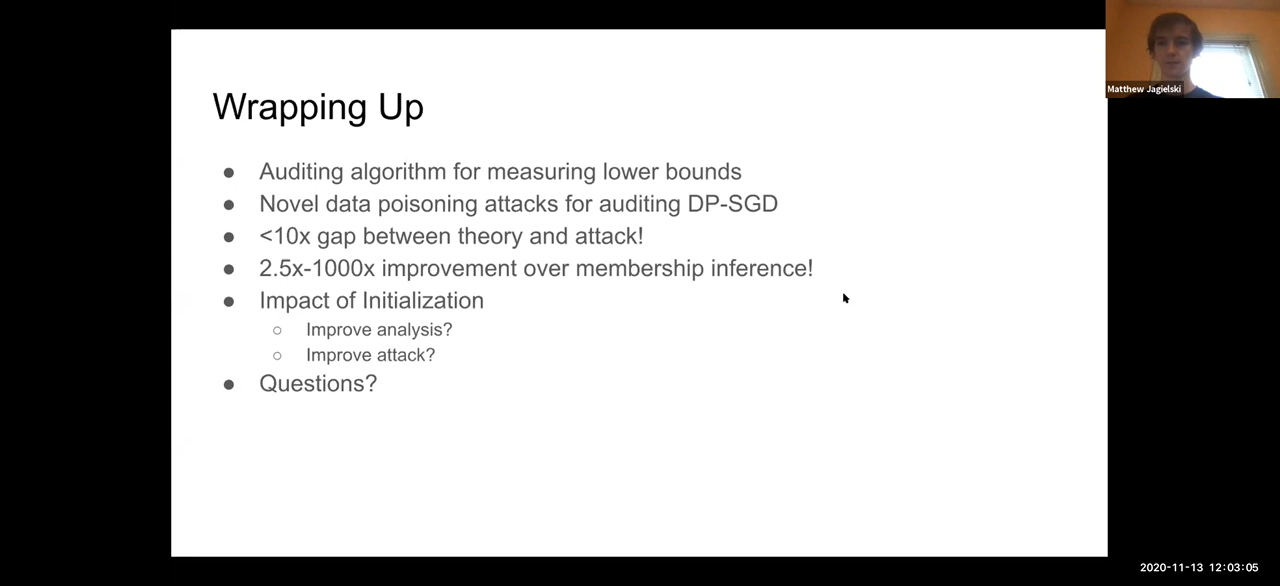 Wrapping Up
● Auditing algorithm for measuring lower bounds
● Novel data poisoning attacks for auditing DP-SGD
● <10x gap between theory and attack!
● 2.5x-1000x improvement over membership inference!
● Impact of Initialization
○ Improve analysis?
○ Improve attack?
● Questions?
Matthew Jagielski
2020-11-13 12:03:05